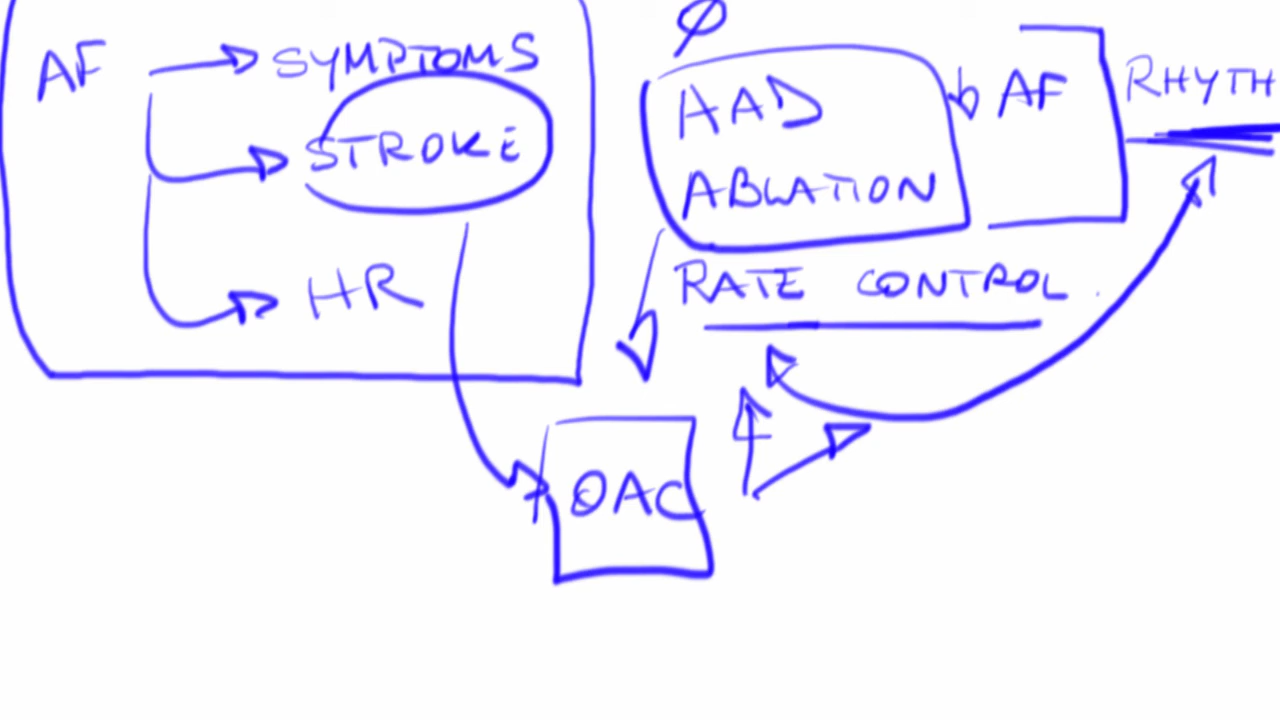 AF
SYMPTOMS
STROKE
HR
Ø
AAD
ABLATION
↓ AF
RHYTH
RATE CONTROL
OAC